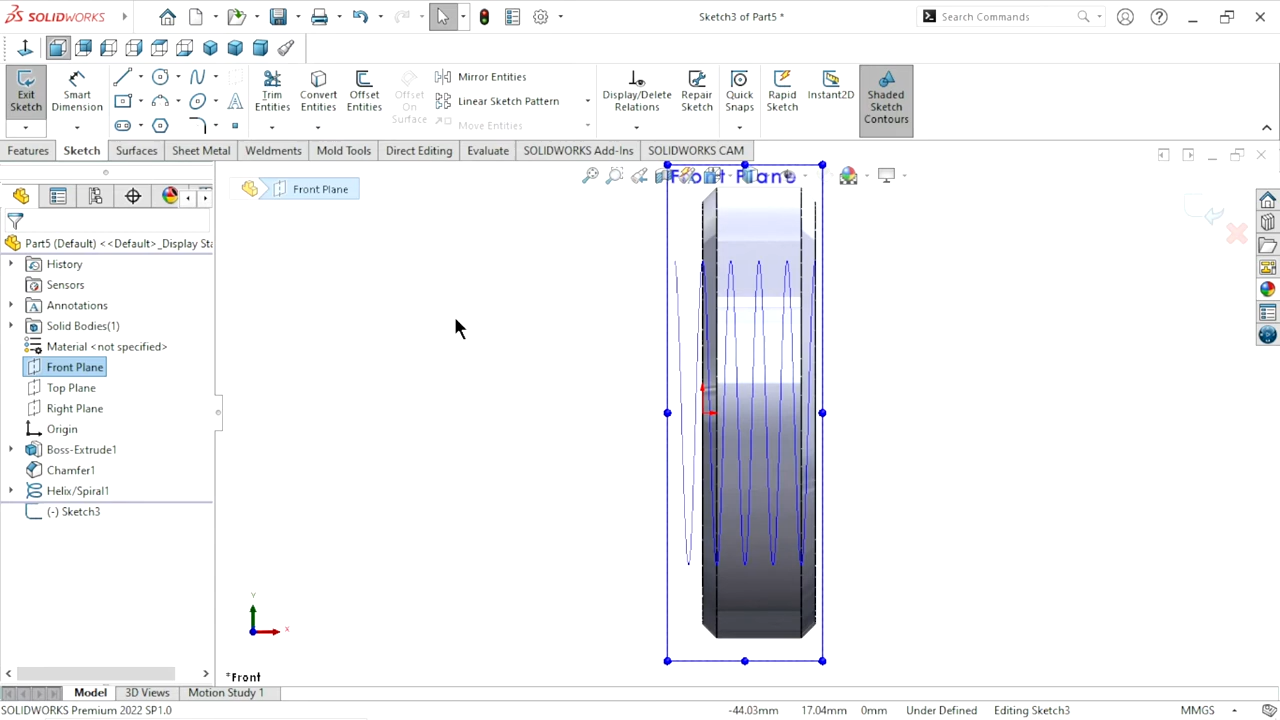 SOLIDWORKS
Sketch3 of Part5 *
Search Commands
Exit Sketch
Smart Dimension
Trim Entities
Convert Entities
Offset Entities
Offset On Surface
Mirror Entities
Linear Sketch Pattern
Move Entities
Display/Delete Relations
Repair Sketch
Quick Snaps
Rapid Sketch
Instant2D
Shaded Sketch Contours
Features
Sketch
Surfaces
Sheet Metal
Weldments
Mold Tools
Direct Editing
Evaluate
SOLIDWORKS Add-Ins
SOLIDWORKS CAM
Front Plane
Front Plane
Part5 (Default) <<Default>_Display Sta
History
Sensors
Annotations
Solid Bodies(1)
Material <not specified>
Front Plane
Top Plane
Right Plane
Origin
Boss-Extrude1
Chamfer1
Helix/Spiral1
(-) Sketch3
Y
X
*Front
Model
3D Views
Motion Study 1
SOLIDWORKS Premium 2022 SP1.0
-44.03mm
17.04mm
0mm
Under Defined
Editing Sketch3
MMGS